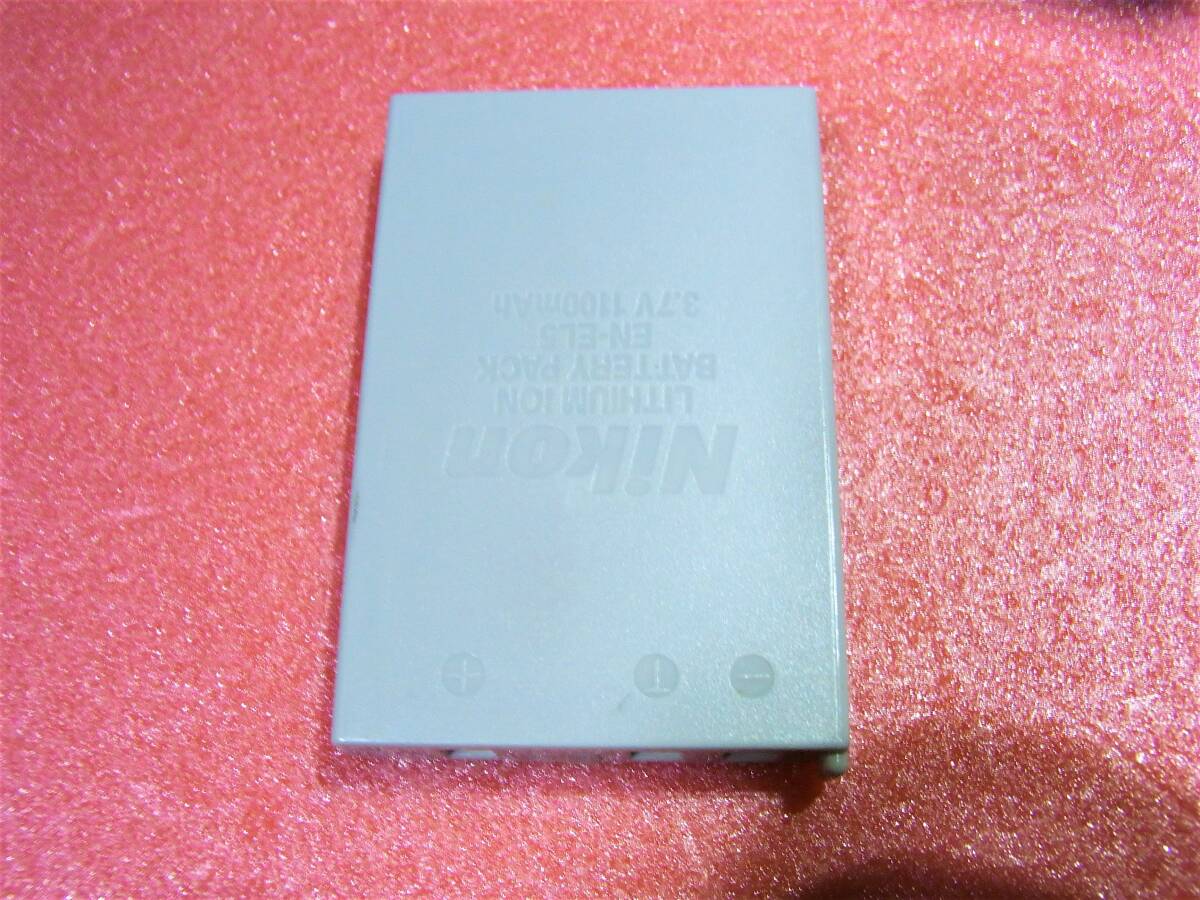 Nikon
LITHIUM ION
BATTERY PACK
EN-EL5
3.7V 1100mAh
+ T −